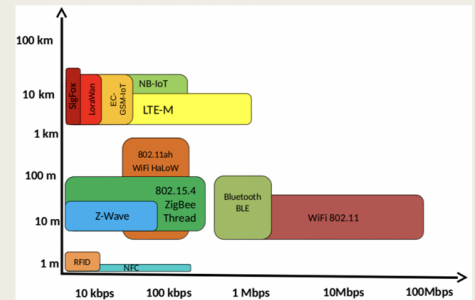 100 km
10 km
1 km
100 m
10 m
1 m
SigFox
LoraWan
EC-
GSM-IoT
NB-IoT
LTE-M
802.11ah
WiFi HaLoW
802.15.4
ZigBee
Thread
Z-Wave
Bluetooth
BLE
WiFi 802.11
RFID
NFC
10 kbps
100 kbps
1 Mbps
10Mbps
100Mbps